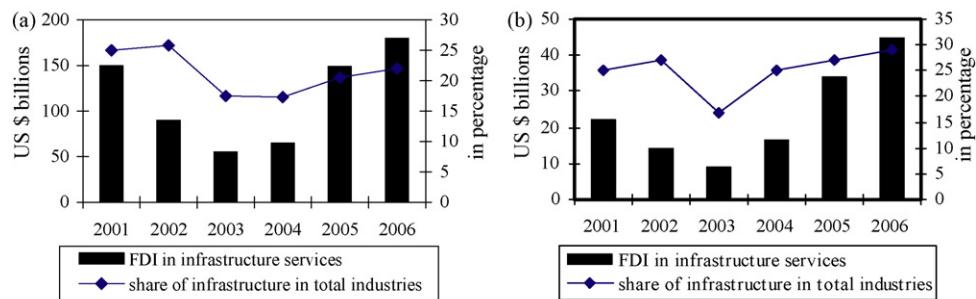 (a)
US $ billions
200
150
100
50
0
30
25
20
15
10
5
0
in percentage
2001 2002 2003 2004 2005 2006
FDI in infrastructure services
share of infrastructure in total industries
(b)
US $ billions
50
40
30
20
10
0
35
30
25
20
15
10
5
0
in percentage
2001 2002 2003 2004 2005 2006
FDI in infrastructure services
share of infrastructure in total industries